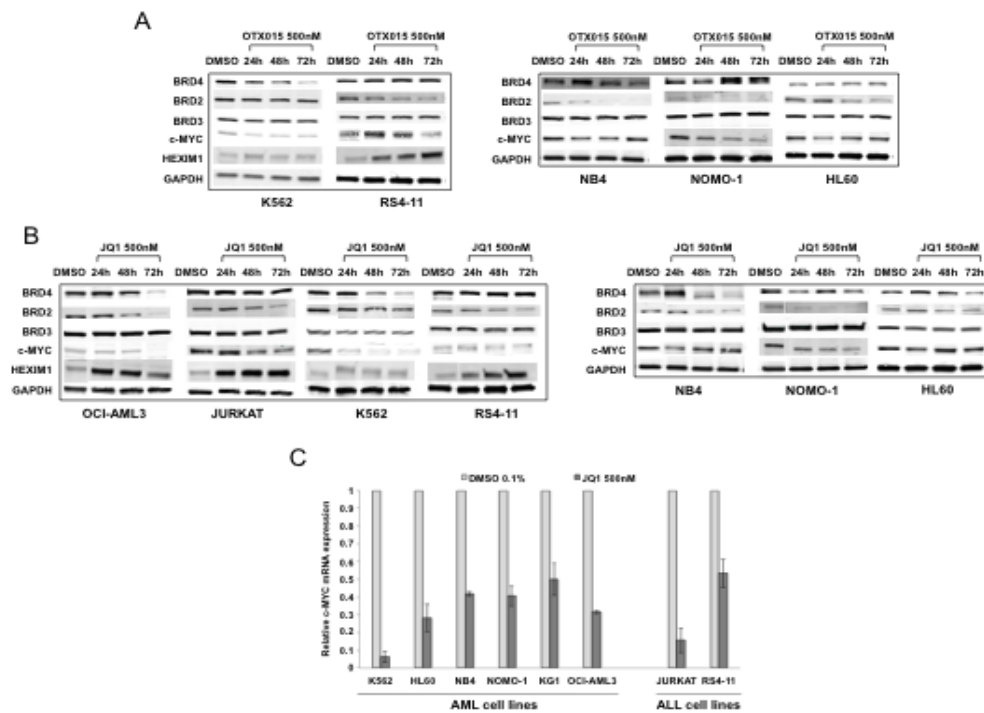 A
OTX015 500nM OTX015 500nM
DMSO 24h 48h 72h DMSO 24h 48h 72h
BRD4
BRD2
BRD3
c-MYC
HEXIM1
GAPDH
K562 RS4-11
OTX015 500nM OTX015 500nM OTX015 500nM
DMSO 24h 48h 72h DMSO 24h 48h 72h DMSO 24h 48h 72h
BRD4
BRD2
BRD3
c-MYC
GAPDH
NB4 NOMO-1 HL60
B
JQ1 500nM JQ1 500nM JQ1 500nM JQ1 500nM
DMSO 24h 48h 72h DMSO 24h 48h 72h DMSO 24h 48h 72h DMSO 24h 48h 72h
BRD4
BRD2
BRD3
c-MYC
HEXIM1
GAPDH
OCI-AML3 JURKAT K562 RS4-11
JQ1 500nM JQ1 500nM JQ1 500nM
DMSO 24h 48h 72h DMSO 24h 48h 72h DMSO 24h 48h 72h
BRD4
BRD2
BRD3
c-MYC
GAPDH
NB4 NOMO-1 HL60
C
DMSO 0.1% JQ1 500nM
Relative c-MYC mRNA expression
1
0.9
0.8
0.7
0.6
0.5
0.4
0.3
0.2
0.1
0
K562 HL60 NB4 NOMO-1 KG1 OCI-AML3 JURKAT RS4-11
AML cell lines ALL cell lines